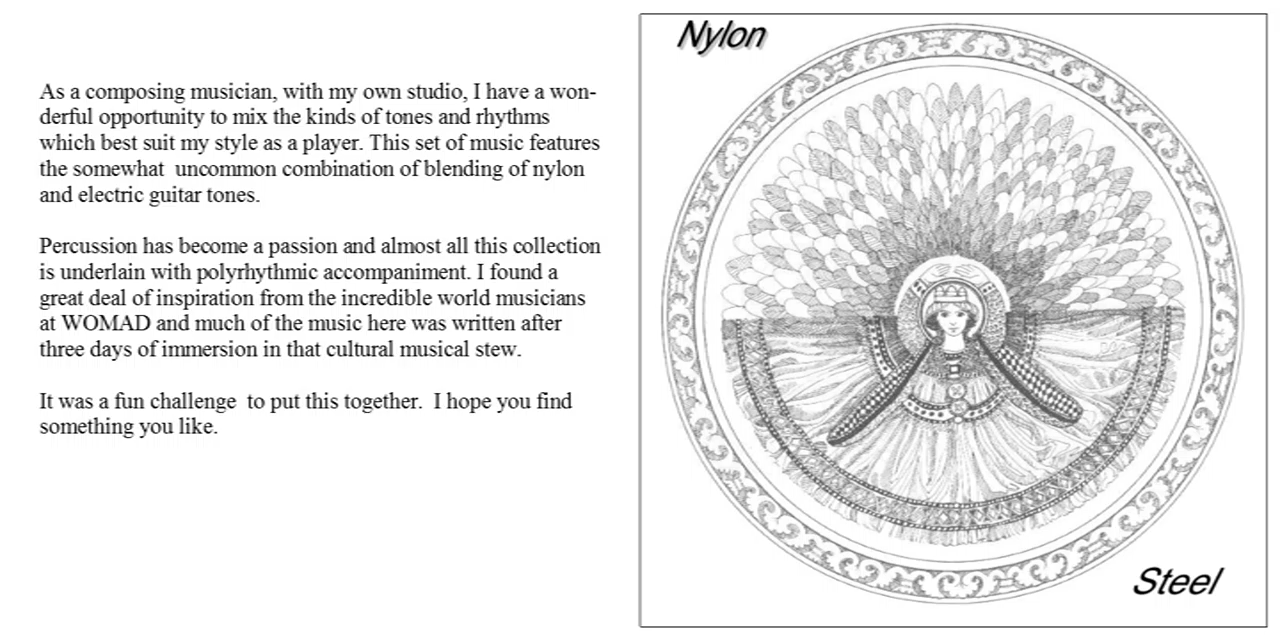 As a composing musician, with my own studio, I have a won-
derful opportunity to mix the kinds of tones and rhythms
which best suit my style as a player. This set of music features
the somewhat  uncommon combination of blending of nylon
and electric guitar tones.
Percussion has become a passion and almost all this collection
is underlain with polyrhythmic accompaniment. I found a
great deal of inspiration from the incredible world musicians
at WOMAD and much of the music here was written after
three days of immersion in that cultural musical stew.
It was a fun challenge  to put this together.  I hope you find
something you like.
Nylon
Steel